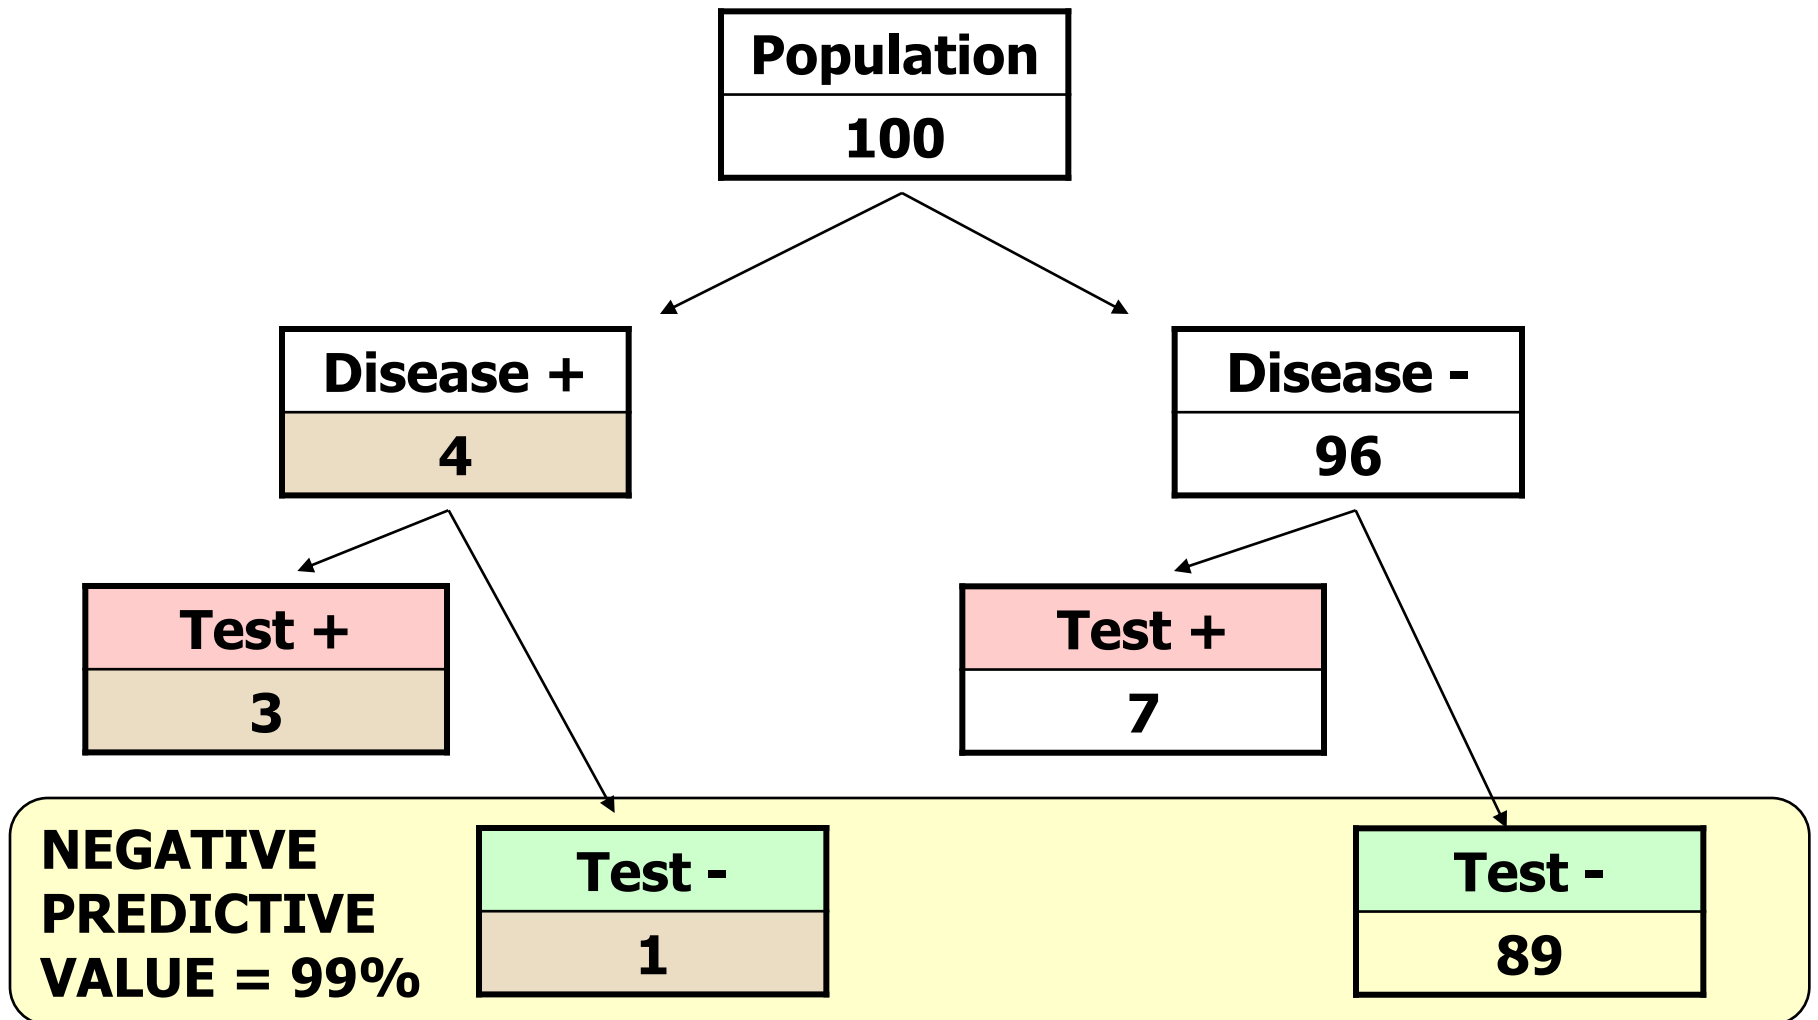 Population
100
Disease +
4
Disease -
96
Test +
3
Test +
7
NEGATIVE
PREDICTIVE
VALUE = 99%
Test -
1
Test -
89